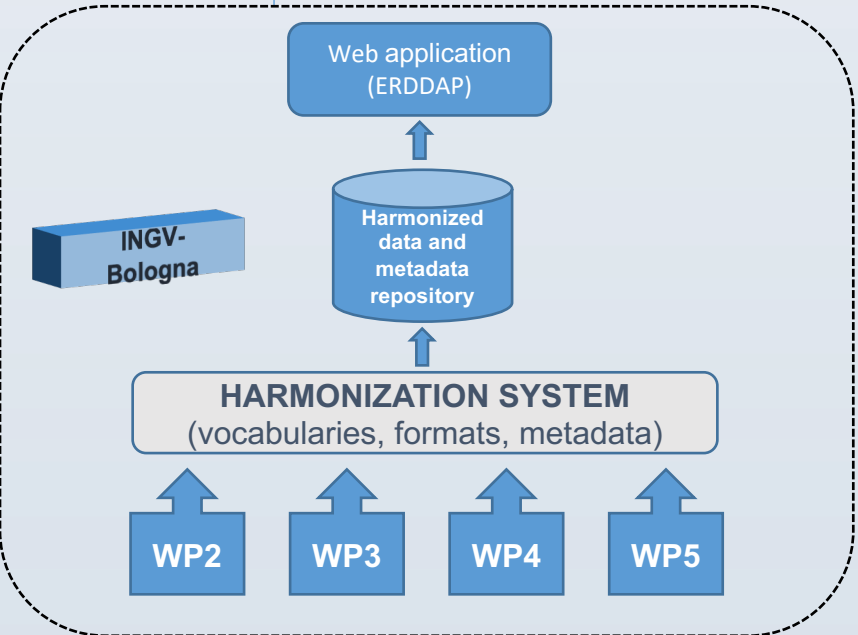 Web application
(ERDDAP)
Harmonized
data and
metadata
repository
INGV-
Bologna
HARMONIZATION SYSTEM
(vocabularies, formats, metadata)
WP2
WP3
WP4
WP5